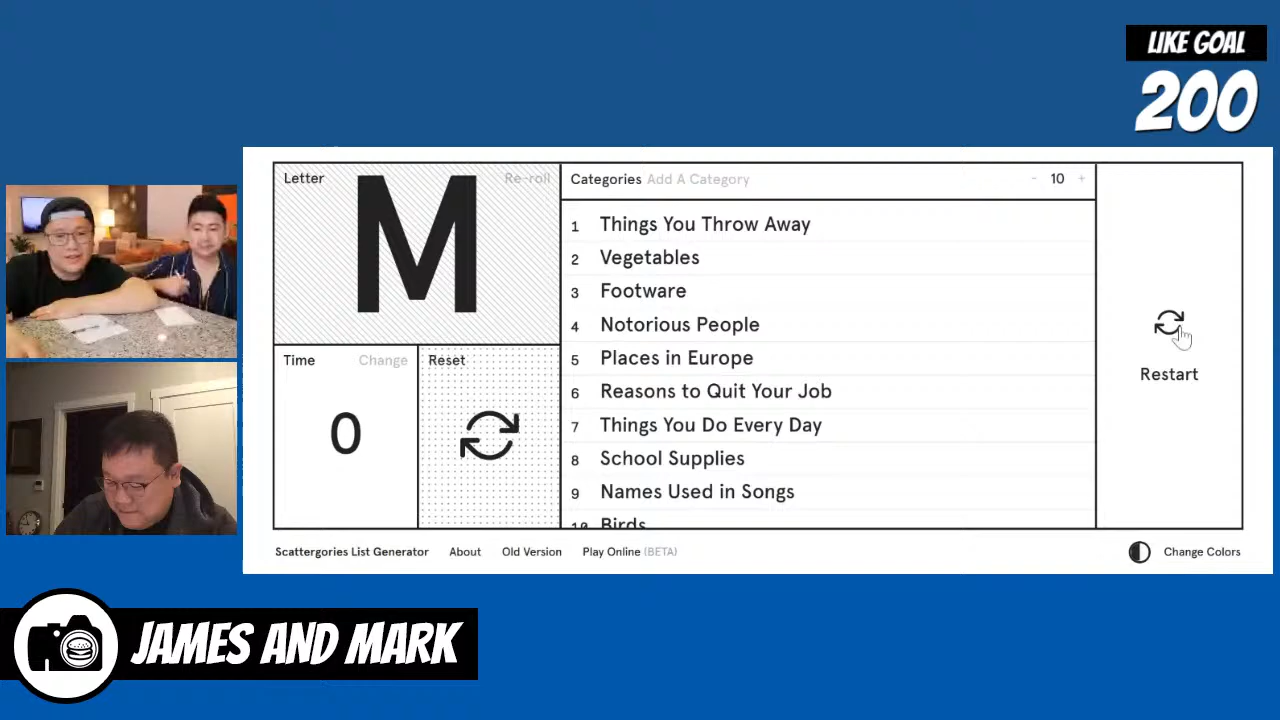 LIKE GOAL
200
Letter
Re-roll
M
Time
Change
0
Reset
Categories Add A Category
- 10 +
1 Things You Throw Away
2 Vegetables
3 Footware
4 Notorious People
5 Places in Europe
6 Reasons to Quit Your Job
7 Things You Do Every Day
8 School Supplies
9 Names Used in Songs
10 Birds
Restart
Scattergories List Generator About Old Version Play Online (BETA)
Change Colors
JAMES AND MARK